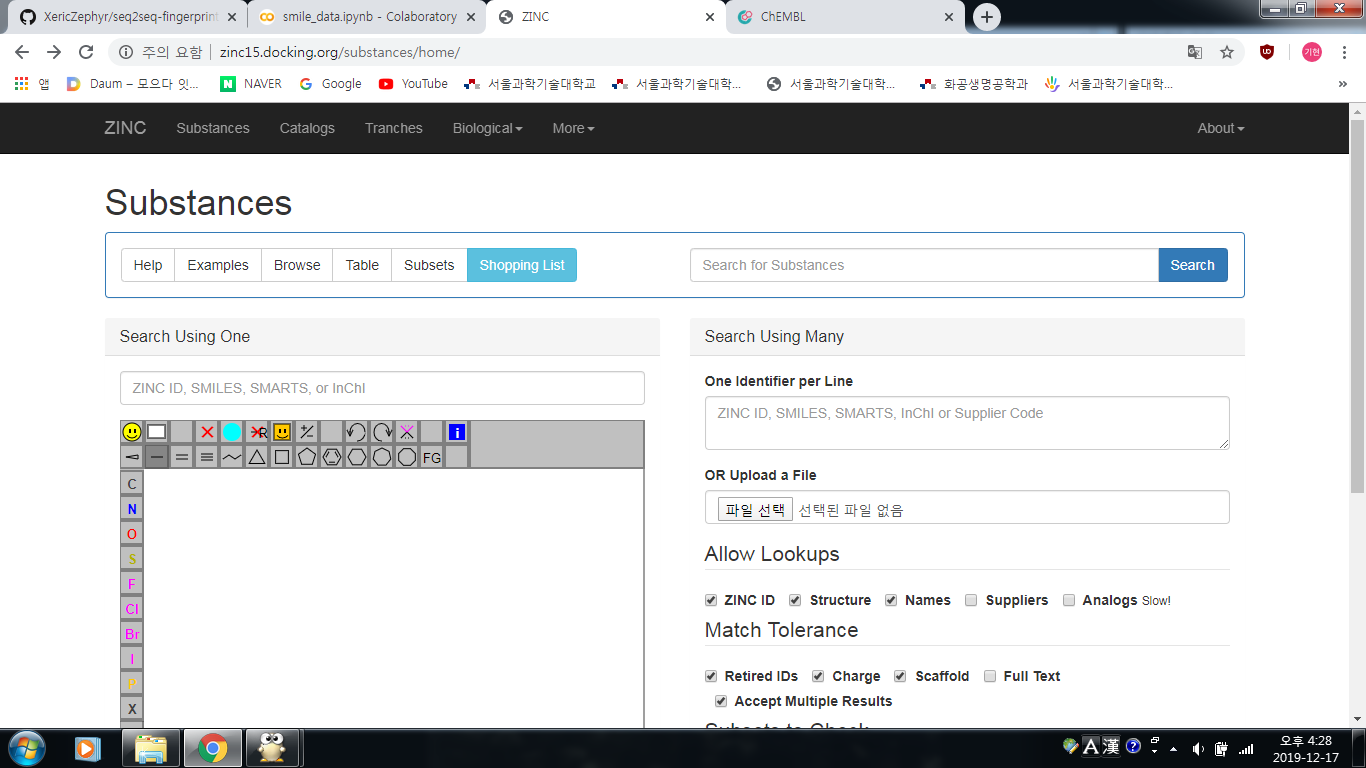 XericZephyr/seq2seq-fingerprint
smile_data.ipynb - Colaboratory
ZINC
ChEMBL
주의 요함 | zinc15.docking.org/substances/home/
기현
앱 Daum – 모으다 잇... NAVER Google YouTube 서울과학기술대학교 서울과학기술대학... 서울과학기술대학... 화공생명공학과 서울과학기술대학... »
ZINC Substances Catalogs Tranches Biological More About
Substances
Help Examples Browse Table Subsets Shopping List
Search for Substances Search
Search Using One
ZINC ID, SMILES, SMARTS, or InChI
R
i
FG
C
N
O
S
F
Cl
Br
I
P
X
Search Using Many
One Identifier per Line
ZINC ID, SMILES, SMARTS, InChI or Supplier Code
OR Upload a File
파일 선택 선택된 파일 없음
Allow Lookups
ZINC ID Structure Names Suppliers Analogs Slow!
Match Tolerance
Retired IDs Charge Scaffold Full Text
Accept Multiple Results
Subsets to Check
A 漢 ?
오후 4:28
2019-12-17